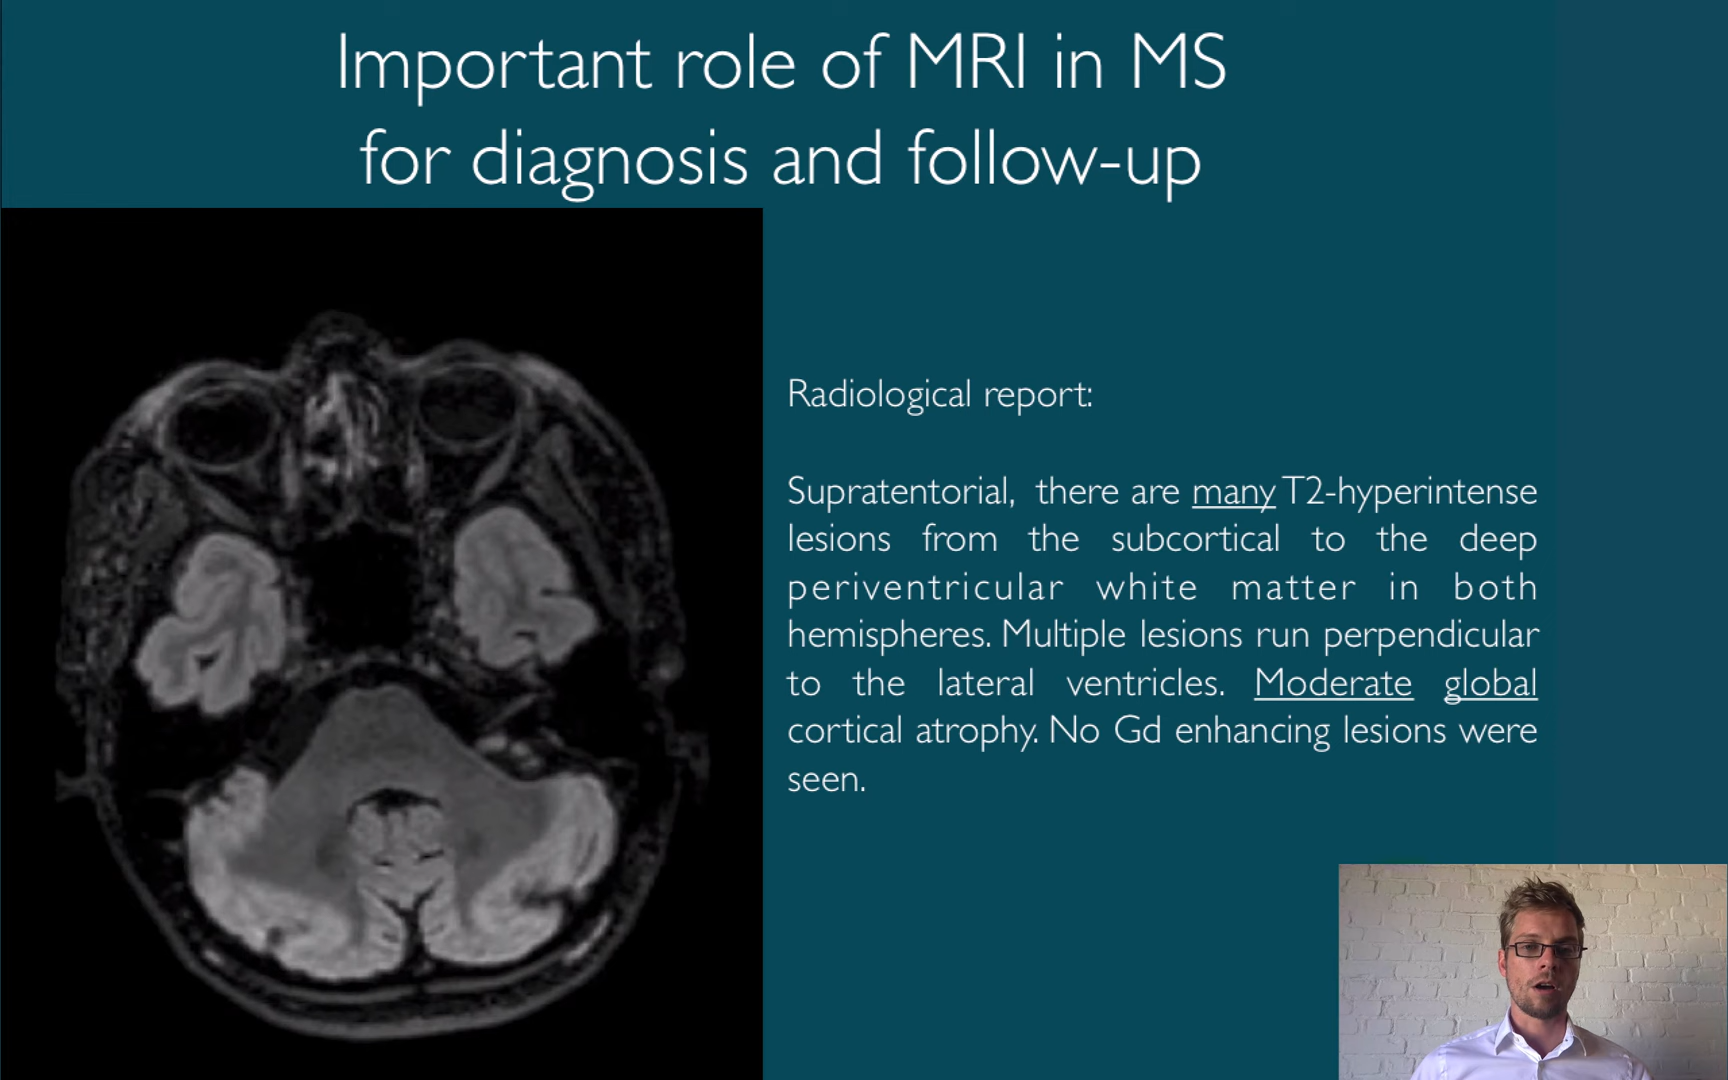 Important role of MRI in MS
for diagnosis and follow-up
Radiological report:
Supratentorial, there are many T2-hyperintense
lesions from the subcortical to the deep
periventricular white matter in both
hemispheres. Multiple lesions run perpendicular
to the lateral ventricles. Moderate global
cortical atrophy. No Gd enhancing lesions were
seen.